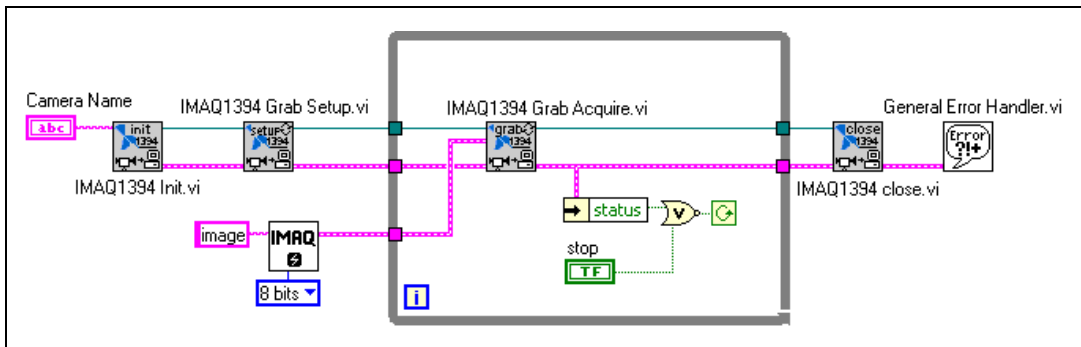 Camera Name
abc
init
1394
IMAQ1394 Init.vi
IMAQ1394 Grab Setup.vi
setup
1394
IMAQ1394 Grab Acquire.vi
grab
1394
close
1394
IMAQ1394 close.vi
General Error Handler.vi
Error
?!+
status
V
image
IMAQ
8 bits
stop
TF
i